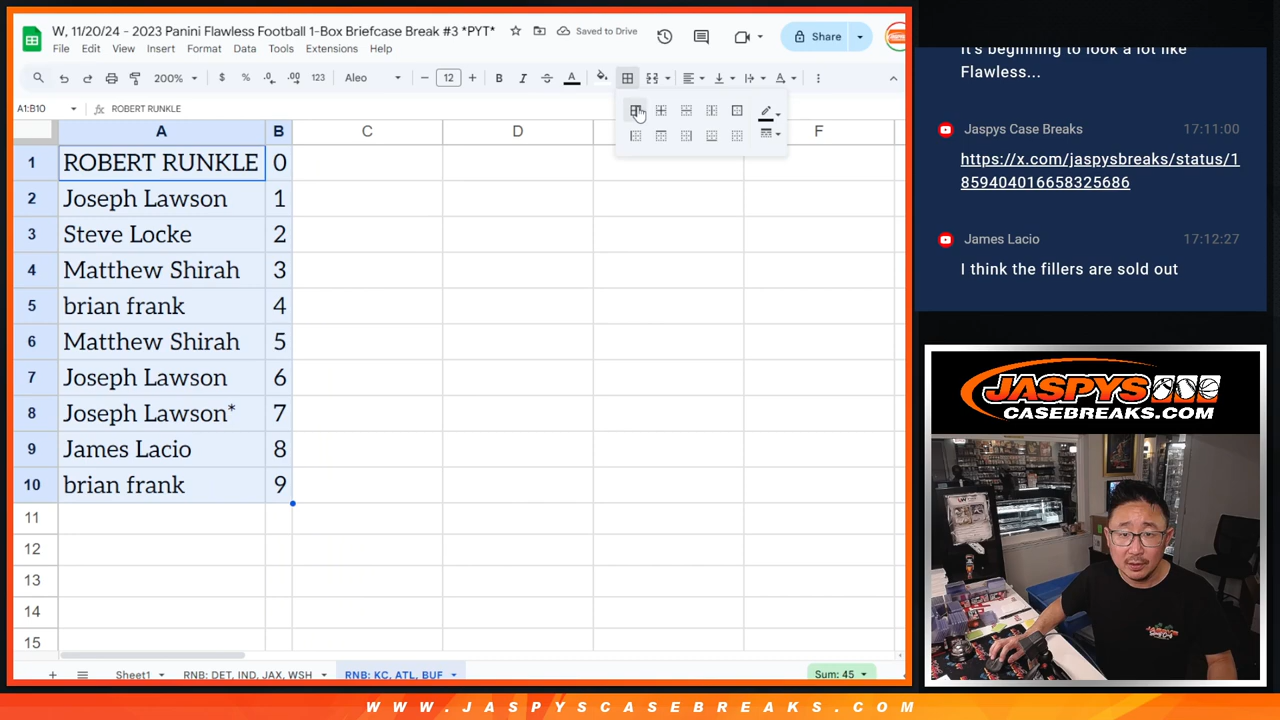 W, 11/20/24 - 2023 Panini Flawless Football 1-Box Briefcase Break #3 *PYT*
Saved to Drive
Share
File Edit View Insert Format Data Tools Extensions Help
200% $ % .0 .00 123 Aleo 12 B I A
A1:B10 fx ROBERT RUNKLE
A B C D F
1 ROBERT RUNKLE 0
2 Joseph Lawson 1
3 Steve Locke 2
4 Matthew Shirah 3
5 brian frank 4
6 Matthew Shirah 5
7 Joseph Lawson 6
8 Joseph Lawson* 7
9 James Lacio 8
10 brian frank 9
11
12
13
14
15
Sheet1 RNB: DET, IND, JAX, WSH RNB: KC, ATL, BUF Sum: 45
It's beginning to look a lot like
Flawless...
Jaspys Case Breaks 17:11:00
https://x.com/jaspysbreaks/status/1
859404016658325686
James Lacio 17:12:27
I think the fillers are sold out
JASPYS
CASEBREAKS.COM
WWW.JASPYSCASEBREAKS.COM